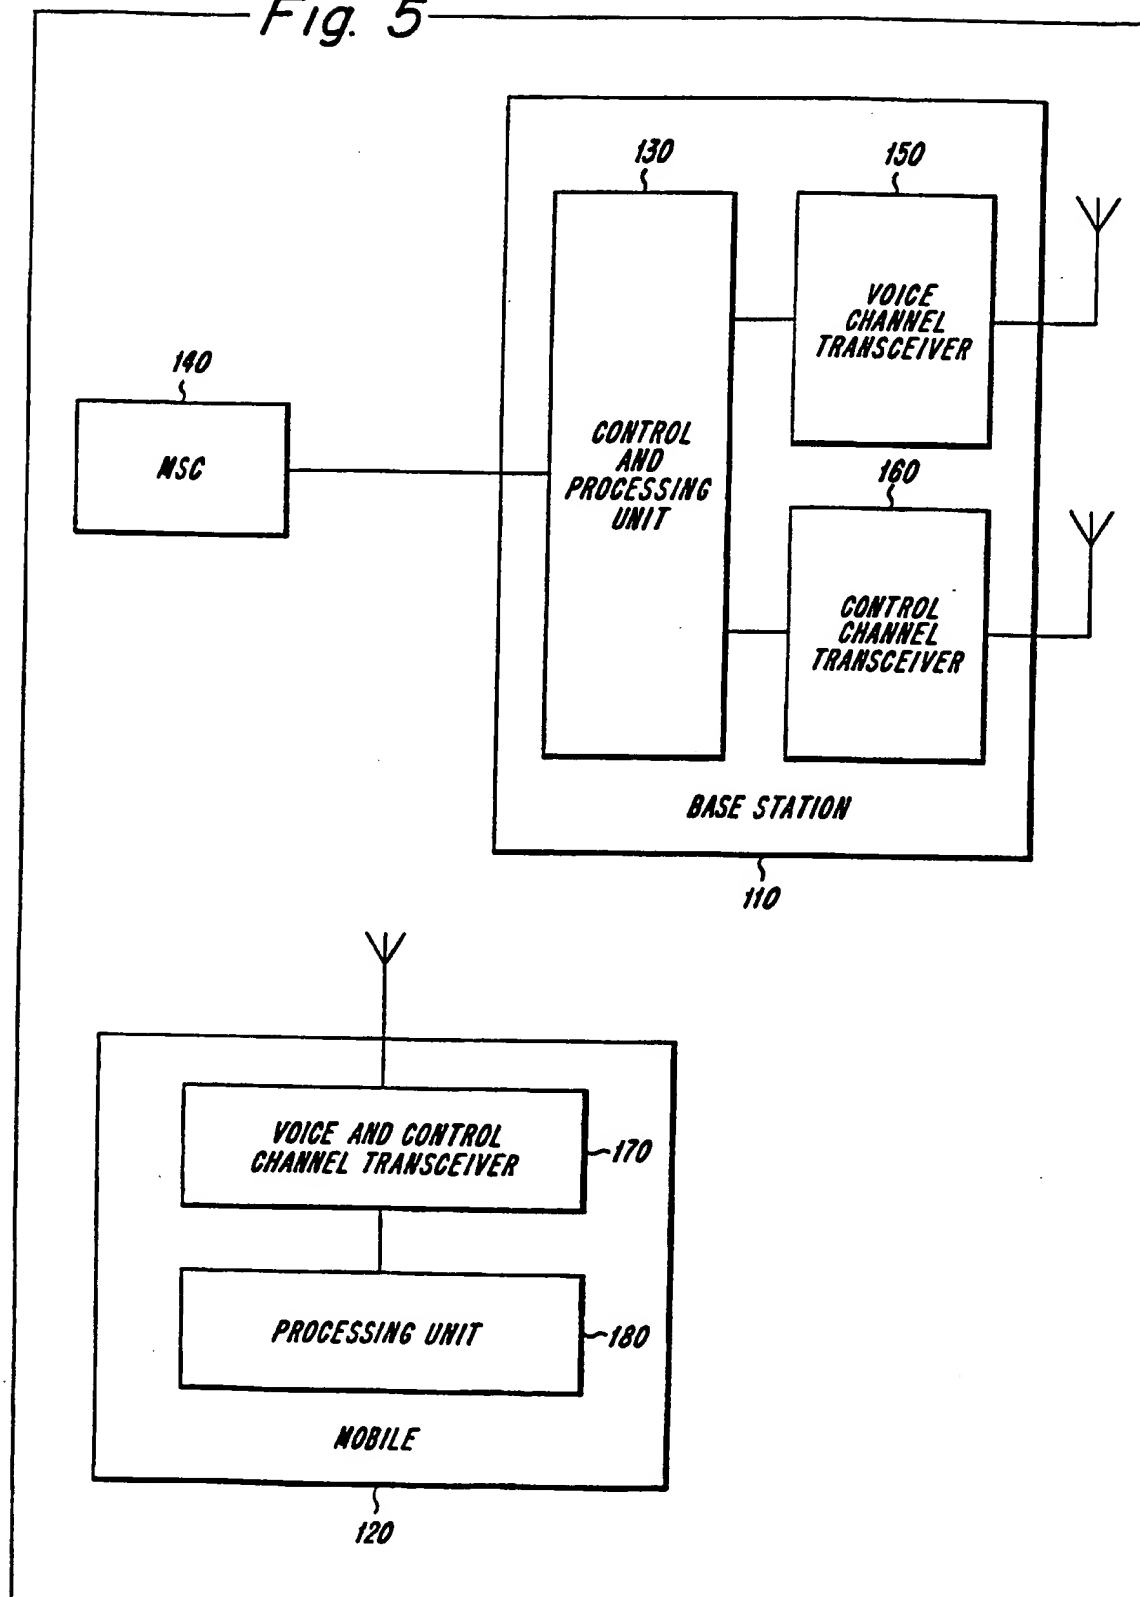 Fig. 5
130
150
VOICE
CHANNEL
TRANSCEIVER
140
MSC
CONTROL
AND
PROCESSING
UNIT
160
CONTROL
CHANNEL
TRANSCEIVER
BASE STATION
110
VOICE AND CONTROL
CHANNEL TRANSCEIVER
170
PROCESSING UNIT
180
MOBILE
120